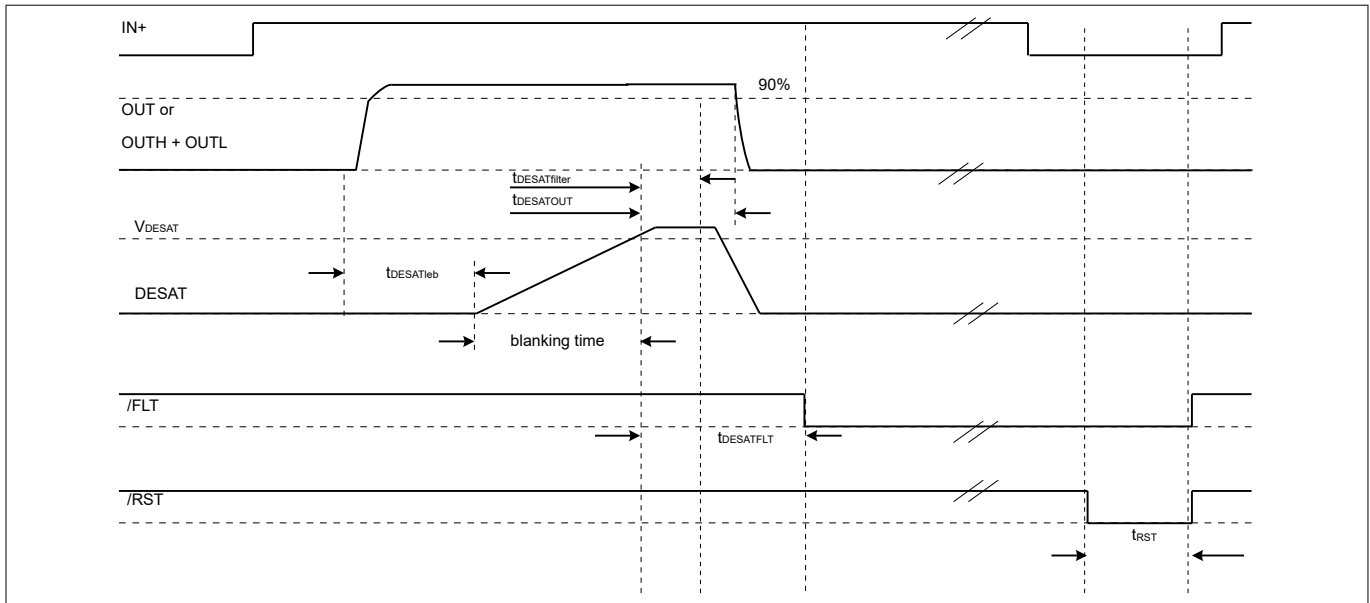 IN+
90%
OUT or
OUTH + OUTL
tDESATfilter
tDESATOUT
VDESAT
tDESATleb
DESAT
blanking time
/FLT
tDESATFLT
/RST
tRST